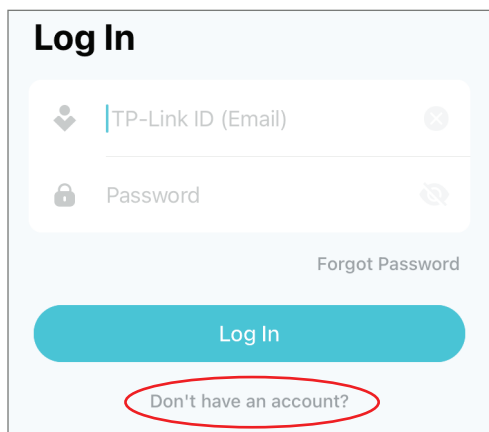 Log In
TP-Link ID (Email)
Password
Forgot Password
Log In
Don't have an account?